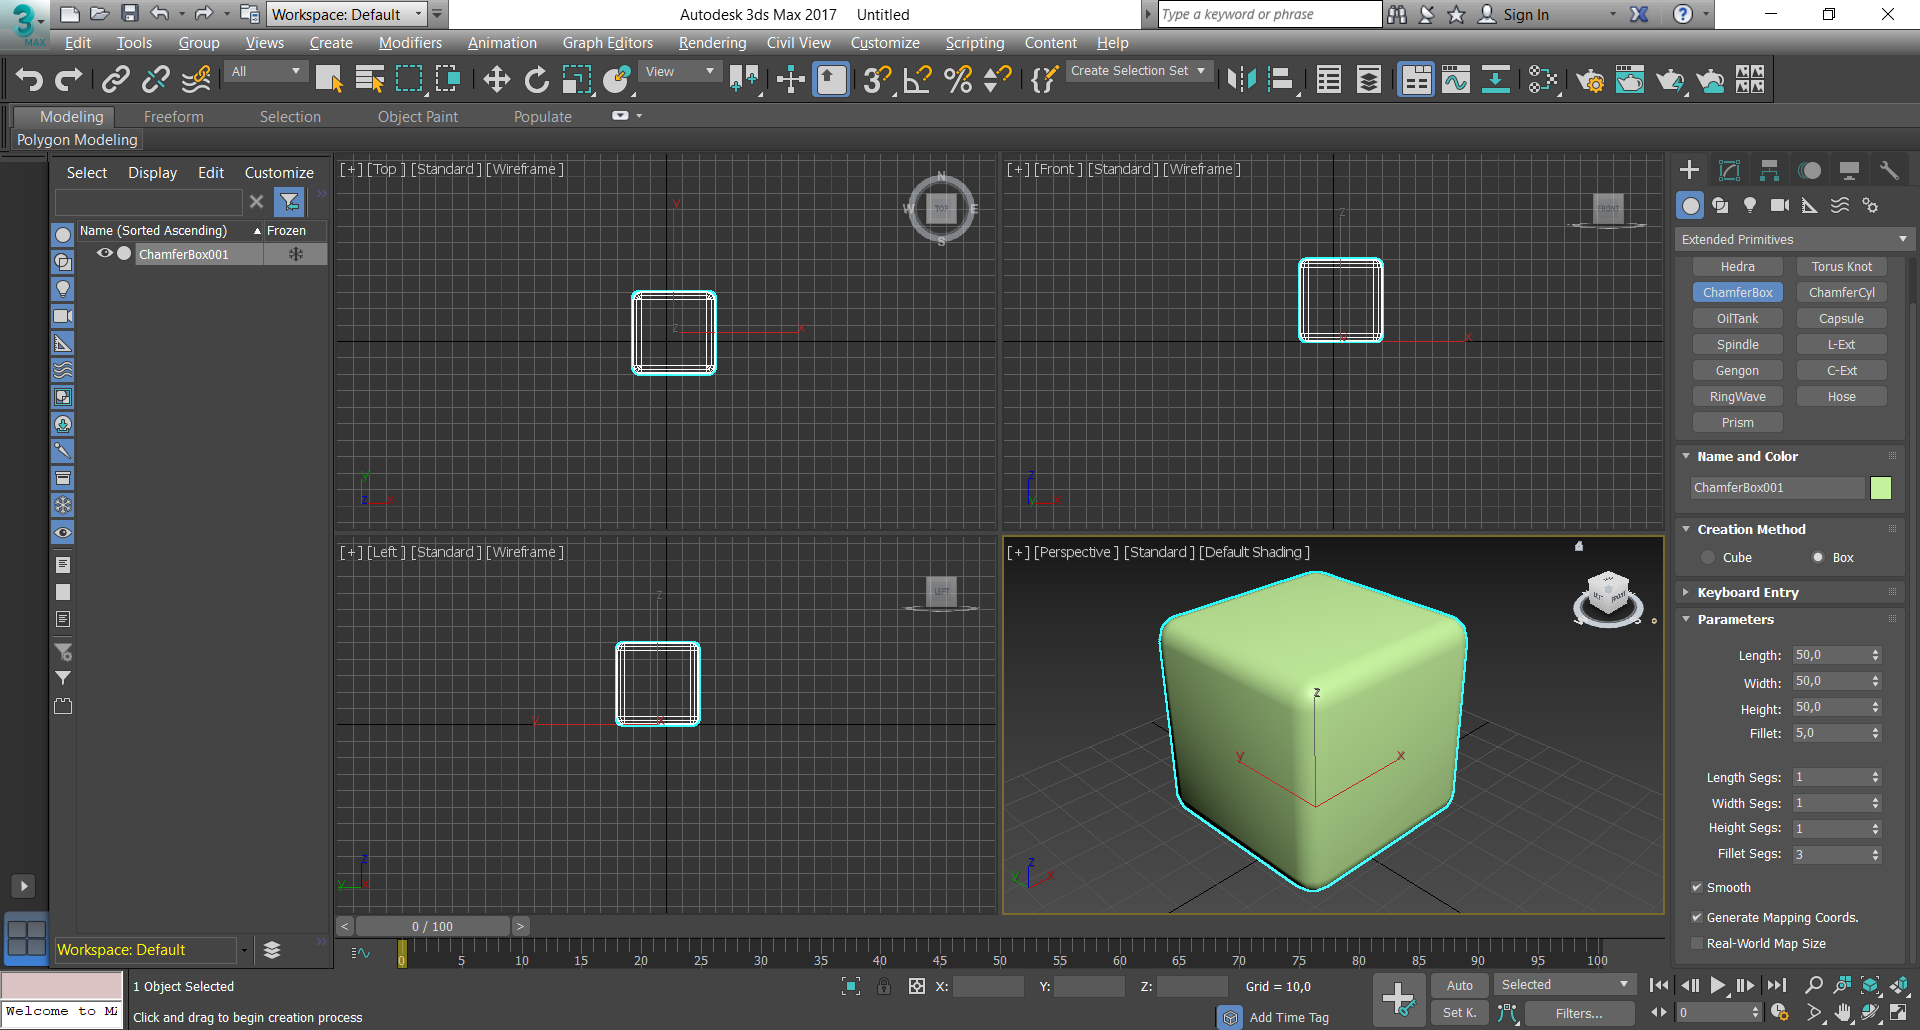 Workspace: Default
Autodesk 3ds Max 2017 Untitled
Type a keyword or phrase
Sign In
3
MAX
Edit Tools Group Views Create Modifiers Animation Graph Editors Rendering Civil View Customize Scripting Content Help
All
View
Create Selection Set
Modeling Freeform Selection Object Paint Populate
Polygon Modeling
Select Display Edit Customize
Name (Sorted Ascending) Frozen
ChamferBox001
[+] [Top ] [Standard ] [Wireframe ]
N
W TOP E
S
y
z x
y
z x
[+] [Front ] [Standard ] [Wireframe ]
FRONT
z
x
z
y x
[+] [Left ] [Standard ] [Wireframe ]
LEFT
z
y x
z
y x
[+] [Perspective ] [Standard ] [Default Shading ]
z
y x
z
y x
Extended Primitives
Hedra Torus Knot
ChamferBox ChamferCyl
OilTank Capsule
Spindle L-Ext
Gengon C-Ext
RingWave Hose
Prism
Name and Color
ChamferBox001
Creation Method
Cube Box
Keyboard Entry
Parameters
Length: 50,0
Width: 50,0
Height: 50,0
Fillet: 5,0
Length Segs: 1
Width Segs: 1
Height Segs: 1
Fillet Segs: 3
Smooth
Generate Mapping Coords.
Real-World Map Size
< 0 / 100 >
Workspace: Default
0 5 10 15 20 25 30 35 40 45 50 55 60 65 70 75 80 85 90 95 100
1 Object Selected
X: Y: Z: Grid = 10,0
Auto Selected
Welcome to MA
Click and drag to begin creation process
Add Time Tag
Set K. Filters...
0